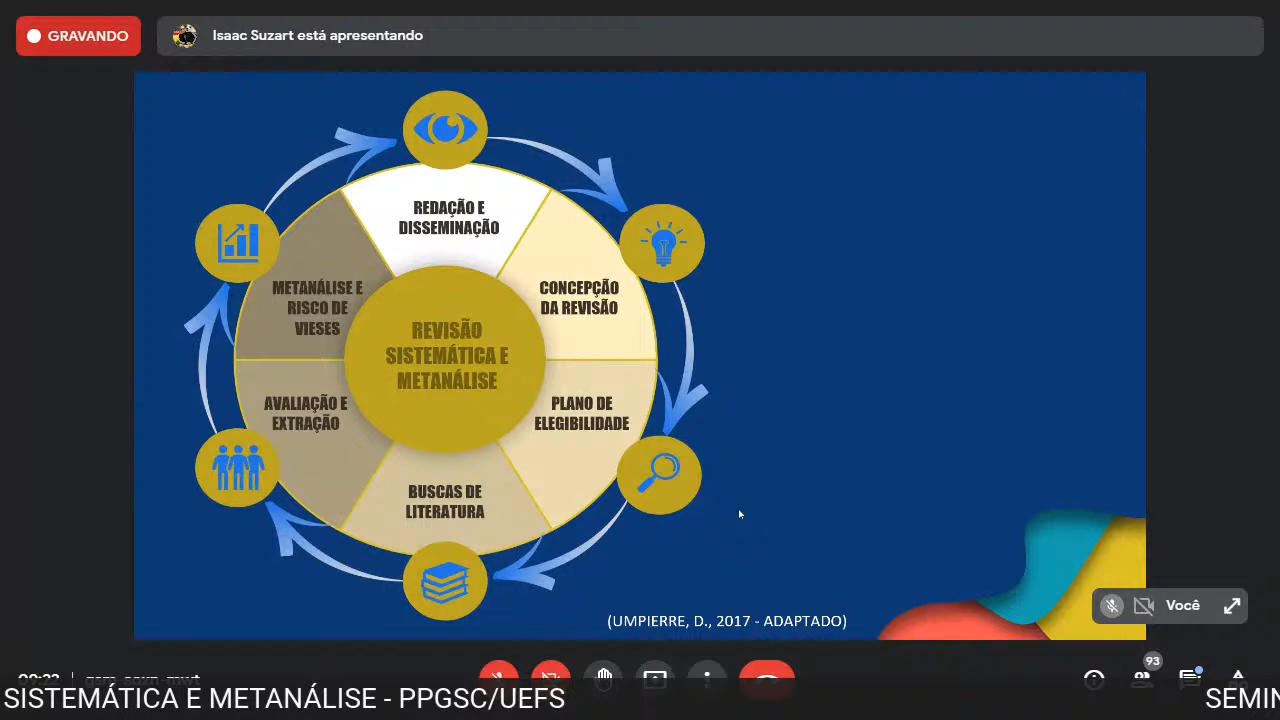 GRAVANDO
Isaac Suzart está apresentando
REDAÇÃO E
DISSEMINAÇÃO
CONCEPÇÃO
DA REVISÃO
METANÁLISE E
RISCO DE
VIESES
REVISÃO
SISTEMÁTICA E
METANÁLISE
AVALIAÇÃO E
EXTRAÇÃO
PLANO DE
ELEGIBILIDADE
BUSCAS DE
LITERATURA
Você
(UMPIERRE, D., 2017 - ADAPTADO)
93
SISTEMÁTICA E METANÁLISE - PPGSC/UEFS
SEMIN